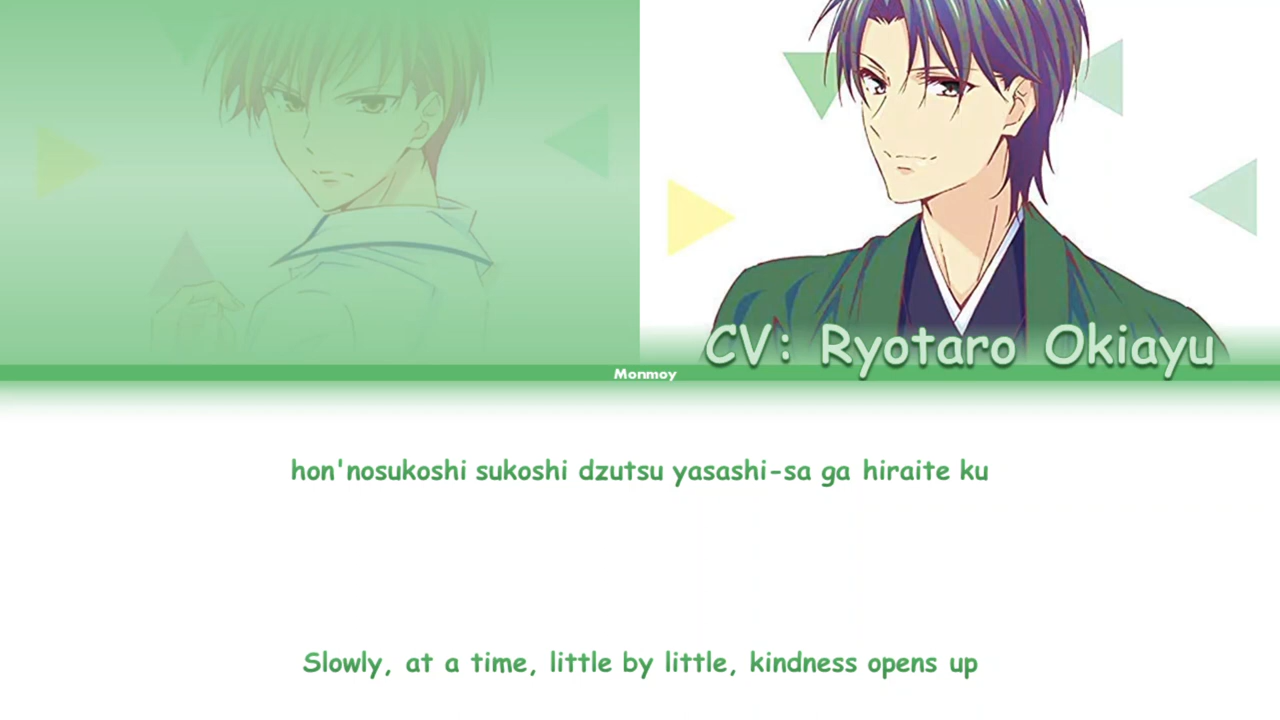 CV: Ryotaro Okiayu
Monmoy
hon'nosukoshi sukoshi dzutsu yasashi-sa ga hiraite ku
Slowly, at a time, little by little, kindness opens up